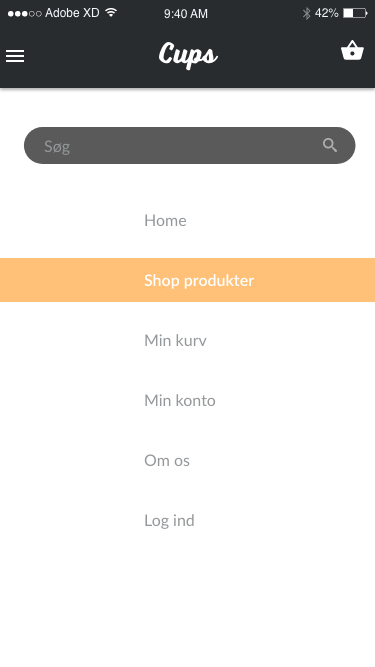 Adobe XD 9:40 AM 42%
Cups
Søg
Home
Shop produkter
Min kurv
Min konto
Om os
Log ind